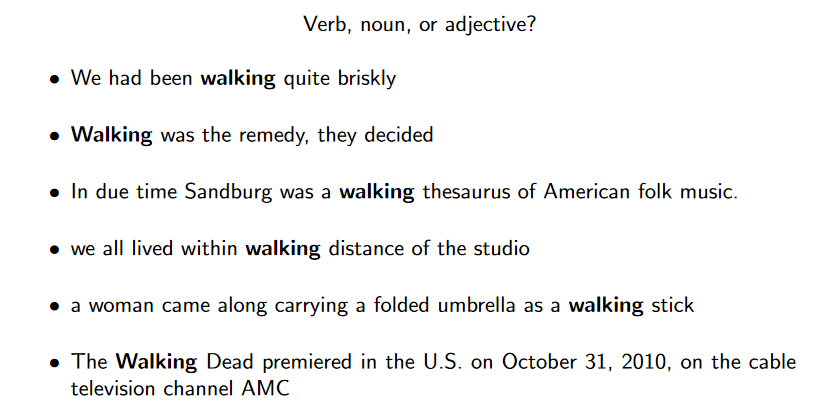 Verb, noun, or adjective?
• We had been walking quite briskly
• Walking was the remedy, they decided
• In due time Sandburg was a walking thesaurus of American folk music.
• we all lived within walking distance of the studio
• a woman came along carrying a folded umbrella as a walking stick
• The Walking Dead premiered in the U.S. on October 31, 2010, on the cable
television channel AMC